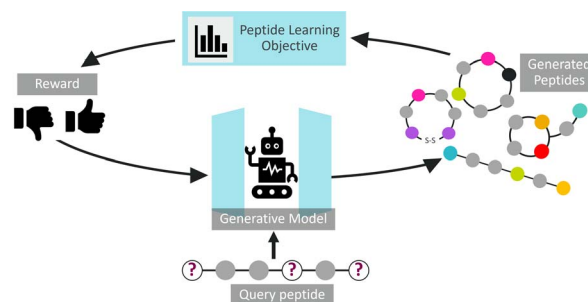 Peptide Learning
Objective
Reward
Generated
Peptides
S-S
Generative Model
? ? ?
Query peptide